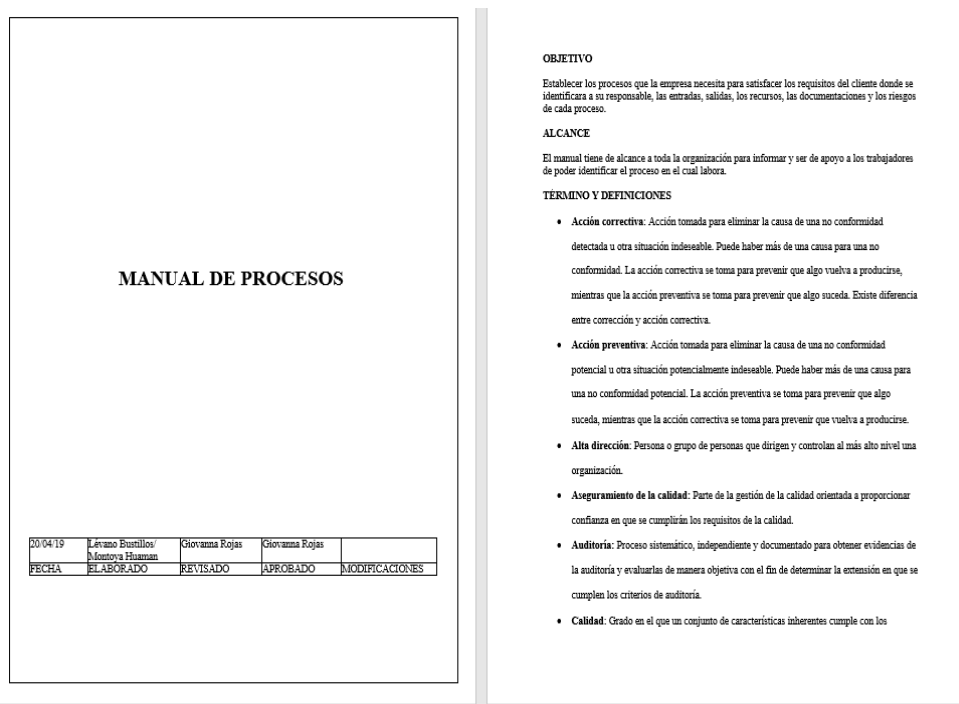 MANUAL DE PROCESOS
20/04/19 Lévano Bustillos/ Giovanna Rojas Giovanna Rojas
Montoya Huaman
FECHA ELABORADO REVISADO APROBADO MODIFICACIONES
OBJETIVO
Establecer los procesos que la empresa necesita para satisfacer los requisitos del cliente donde se
identificara a su responsable, las entradas, salidas, los recursos, las documentaciones y los riesgos
de cada proceso.
ALCANCE
El manual tiene de alcance a toda la organización para informar y ser de apoyo a los trabajadores
de poder identificar el proceso en el cual labora.
TÉRMINO Y DEFINICIONES
• Acción correctiva: Acción tomada para eliminar la causa de una no conformidad
detectada u otra situación indeseable. Puede haber más de una causa para una no
conformidad. La acción correctiva se toma para prevenir que algo vuelva a producirse,
mientras que la acción preventiva se toma para prevenir que algo suceda. Existe diferencia
entre corrección y acción correctiva.
• Acción preventiva: Acción tomada para eliminar la causa de una no conformidad
potencial u otra situación potencialmente indeseable. Puede haber más de una causa para
una no conformidad potencial. La acción preventiva se toma para prevenir que algo
suceda, mientras que la acción correctiva se toma para prevenir que vuelva a producirse.
• Alta dirección: Persona o grupo de personas que dirigen y controlan al más alto nivel una
organización.
• Aseguramiento de la calidad: Parte de la gestión de la calidad orientada a proporcionar
confianza en que se cumplirán los requisitos de la calidad.
• Auditoría: Proceso sistemático, independiente y documentado para obtener evidencias de
la auditoría y evaluarlas de manera objetiva con el fin de determinar la extensión en que se
cumplen los criterios de auditoría.
• Calidad: Grado en el que un conjunto de características inherentes cumple con los